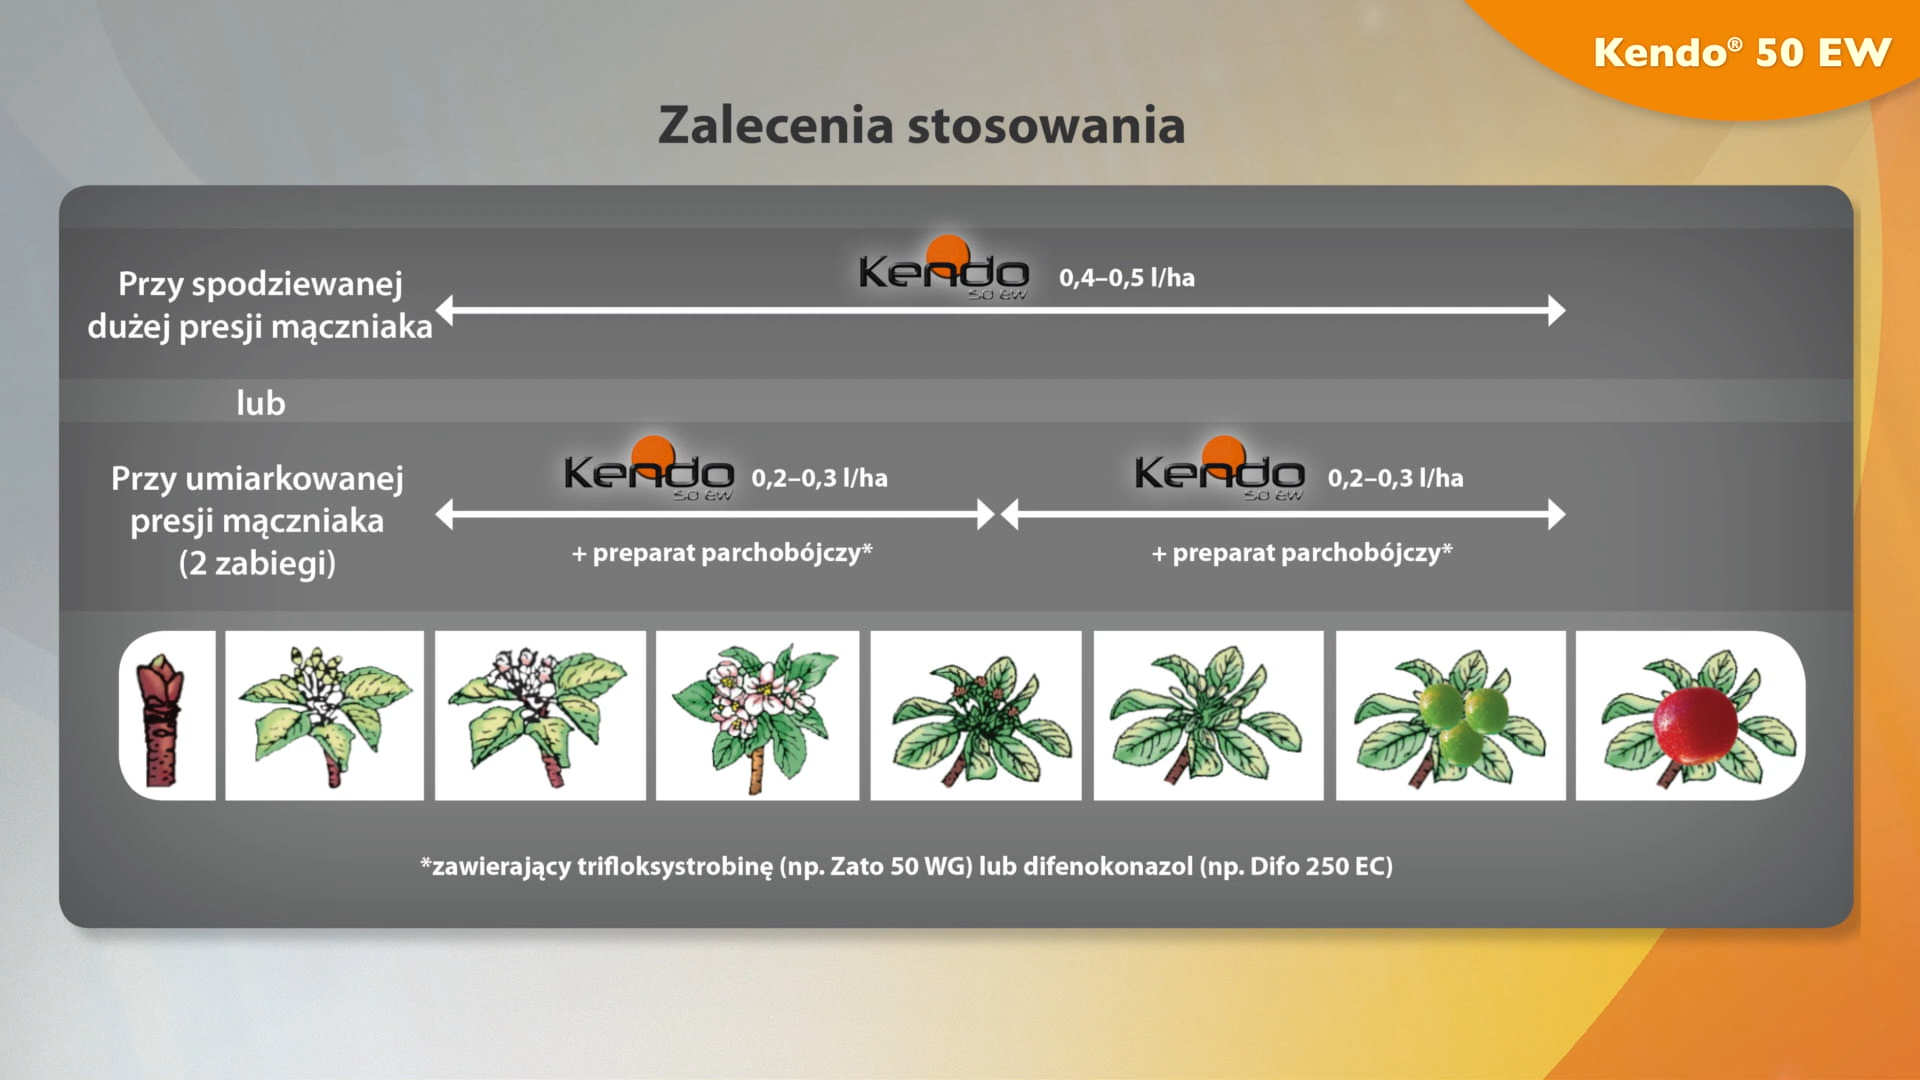 Kendo® 50 EW
Zalecenia stosowania
Przy spodziewanej
dużej presji mączniaka
Kendo
50 EW
0,4–0,5 l/ha
lub
Przy umiarkowanej
presji mączniaka
(2 zabiegi)
Kendo
50 EW
0,2–0,3 l/ha
+ preparat parchobójczy*
Kendo
50 EW
0,2–0,3 l/ha
+ preparat parchobójczy*
*zawierający trifloksystrobinę (np. Zato 50 WG) lub difenokonazol (np. Difo 250 EC)